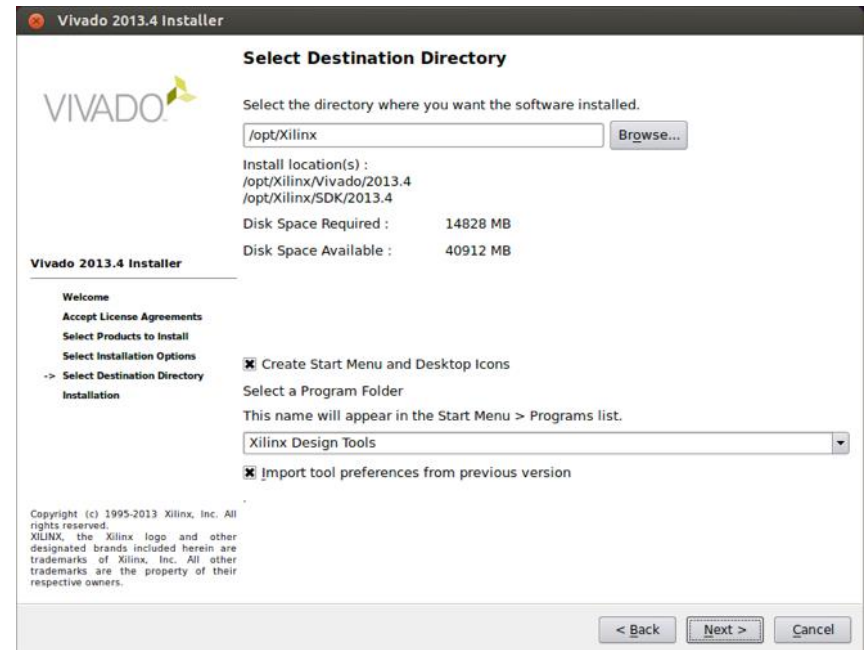 Vivado 2013.4 Installer
VIVADO
Select Destination Directory
Select the directory where you want the software installed.
/opt/Xilinx
Browse...
Install location(s) :
/opt/Xilinx/Vivado/2013.4
/opt/Xilinx/SDK/2013.4
Disk Space Required : 14828 MB
Disk Space Available : 40912 MB
Vivado 2013.4 Installer
Welcome
Accept License Agreements
Select Products to Install
Select Installation Options
-> Select Destination Directory
Installation
Create Start Menu and Desktop Icons
Select a Program Folder
This name will appear in the Start Menu > Programs list.
Xilinx Design Tools
Import tool preferences from previous version
.
Copyright (c) 1995-2013 Xilinx, Inc. All
rights reserved.
XILINX, the Xilinx logo and other
designated brands included herein are
trademarks of Xilinx, Inc. All other
trademarks are the property of their
respective owners.
< Back
Next >
Cancel